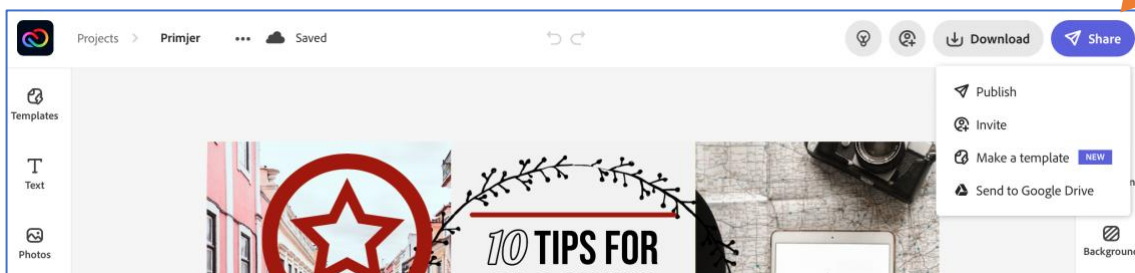 Projects > Primjer ••• Saved
Download
Share
Templates
Text
Photos
Publish
Invite
Make a template NEW
Send to Google Drive
10 TIPS FOR